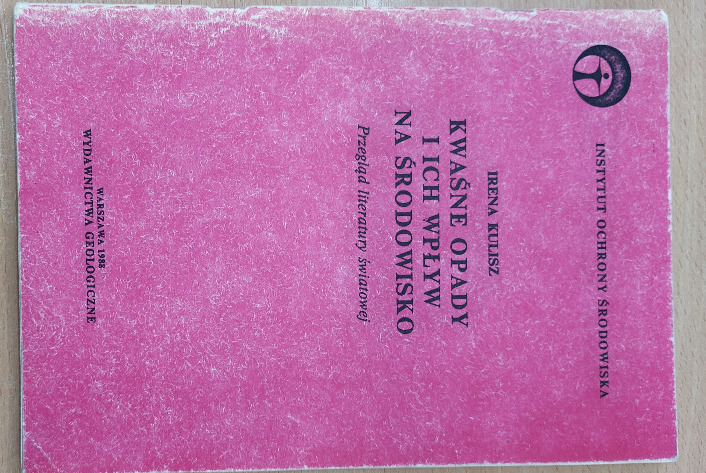 INSTYTUT OCHRONY ŚRODOWISKA
IRENA KULISZ
KWAŚNE OPADY
I ICH WPŁYW
NA ŚRODOWISKO
Przegląd literatury światowej
WARSZAWA 1988
WYDAWNICTWA GEOLOGICZNE